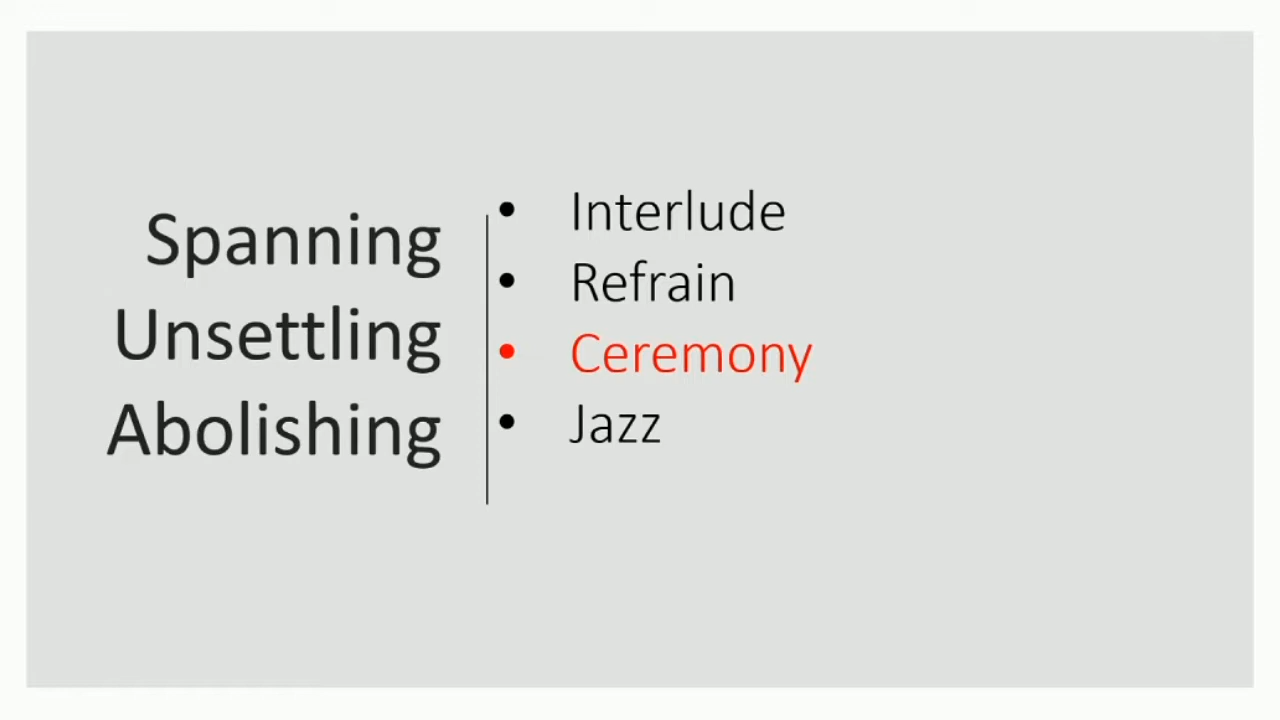 Spanning
Unsettling
Abolishing
• Interlude
• Refrain
• Ceremony
• Jazz